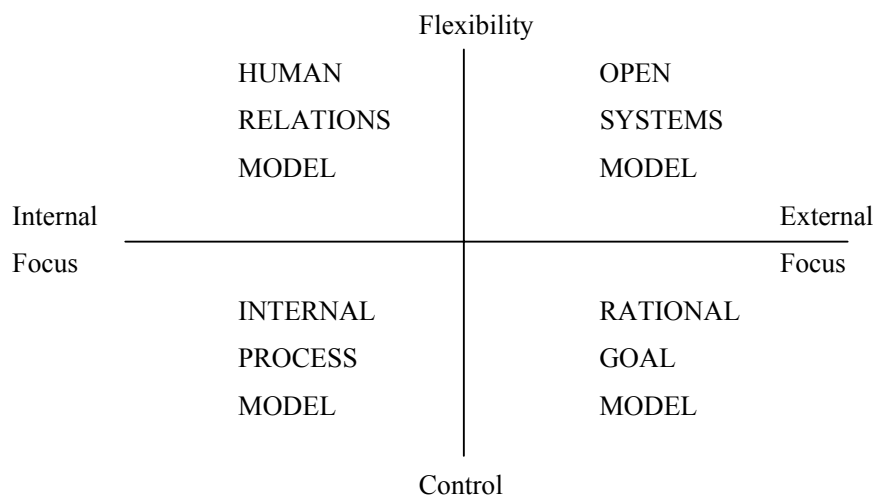 Flexibility
HUMAN
RELATIONS
MODEL
OPEN
SYSTEMS
MODEL
Internal
Focus
External
Focus
INTERNAL
PROCESS
MODEL
RATIONAL
GOAL
MODEL
Control